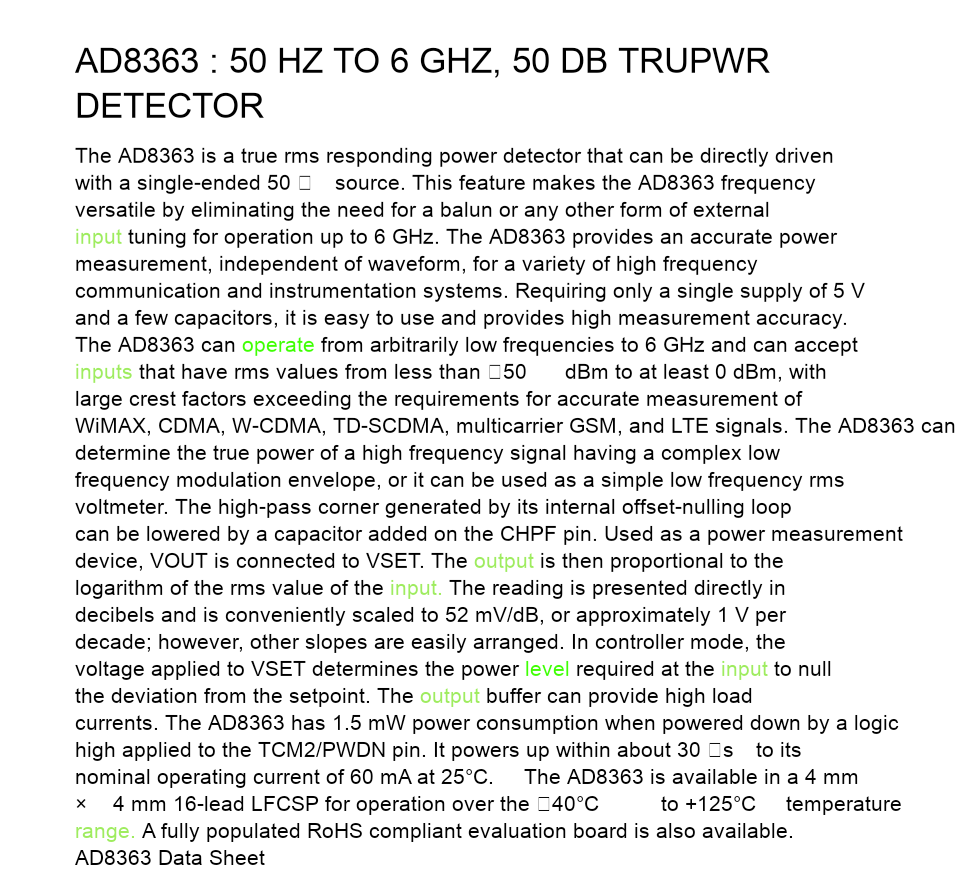 AD8363 : 50 HZ TO 6 GHZ, 50 DB TRUPWR
DETECTOR
The AD8363 is a true rms responding power detector that can be directly driven
with a single-ended 50 □ source. This feature makes the AD8363 frequency
versatile by eliminating the need for a balun or any other form of external
input tuning for operation up to 6 GHz. The AD8363 provides an accurate power
measurement, independent of waveform, for a variety of high frequency
communication and instrumentation systems. Requiring only a single supply of 5 V
and a few capacitors, it is easy to use and provides high measurement accuracy.
The AD8363 can operate from arbitrarily low frequencies to 6 GHz and can accept
inputs that have rms values from less than □50 dBm to at least 0 dBm, with
large crest factors exceeding the requirements for accurate measurement of
WiMAX, CDMA, W-CDMA, TD-SCDMA, multicarrier GSM, and LTE signals. The AD8363 can
determine the true power of a high frequency signal having a complex low
frequency modulation envelope, or it can be used as a simple low frequency rms
voltmeter. The high-pass corner generated by its internal offset-nulling loop
can be lowered by a capacitor added on the CHPF pin. Used as a power measurement
device, VOUT is connected to VSET. The output is then proportional to the
logarithm of the rms value of the input. The reading is presented directly in
decibels and is conveniently scaled to 52 mV/dB, or approximately 1 V per
decade; however, other slopes are easily arranged. In controller mode, the
voltage applied to VSET determines the power level required at the input to null
the deviation from the setpoint. The output buffer can provide high load
currents. The AD8363 has 1.5 mW power consumption when powered down by a logic
high applied to the TCM2/PWDN pin. It powers up within about 30 □s to its
nominal operating current of 60 mA at 25°C. The AD8363 is available in a 4 mm
× 4 mm 16-lead LFCSP for operation over the □40°C to +125°C temperature
range. A fully populated RoHS compliant evaluation board is also available.
AD8363 Data Sheet